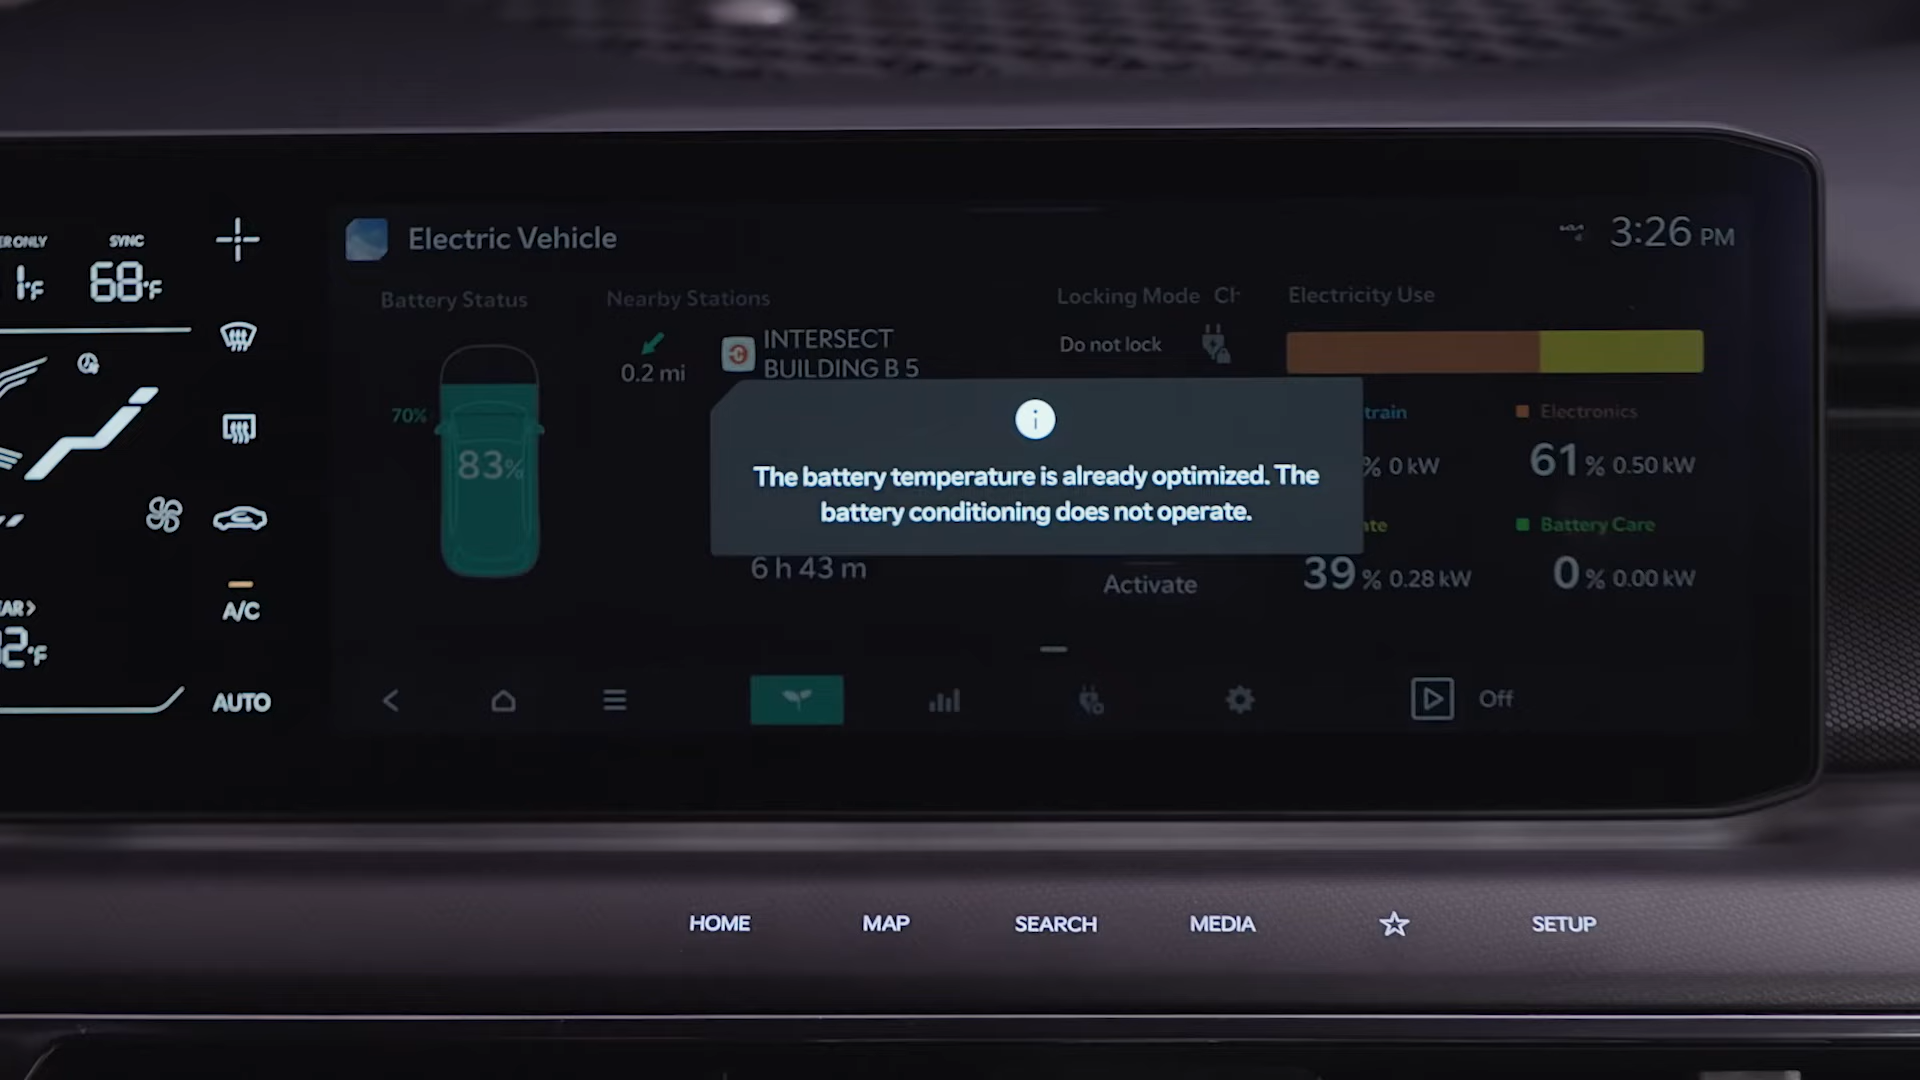 SYNC
68°F
A/C
AUTO
Electric Vehicle
3:26 PM
Battery Status
70%
83%
Nearby Stations
0.2 mi
INTERSECT
BUILDING B 5
6 h 43 m
Locking Mode
Do not lock
Activate
Electricity Use
Electronics
% 0 kW
61% 0.50 kW
Battery Care
39% 0.28 kW
0% 0.00 kW
The battery temperature is already optimized. The
battery conditioning does not operate.
Off
HOME
MAP
SEARCH
MEDIA
SETUP